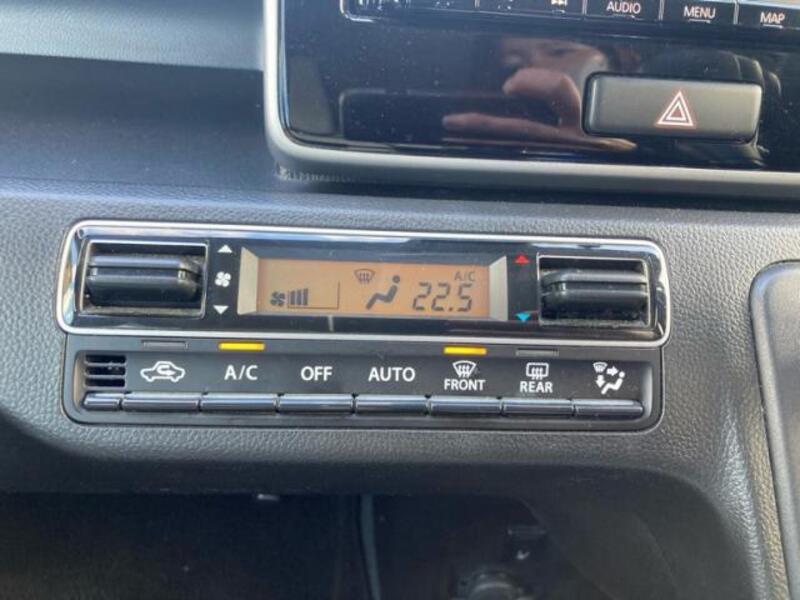 AUDIO MENU MAP
A/C
22.5
A/C OFF AUTO FRONT REAR